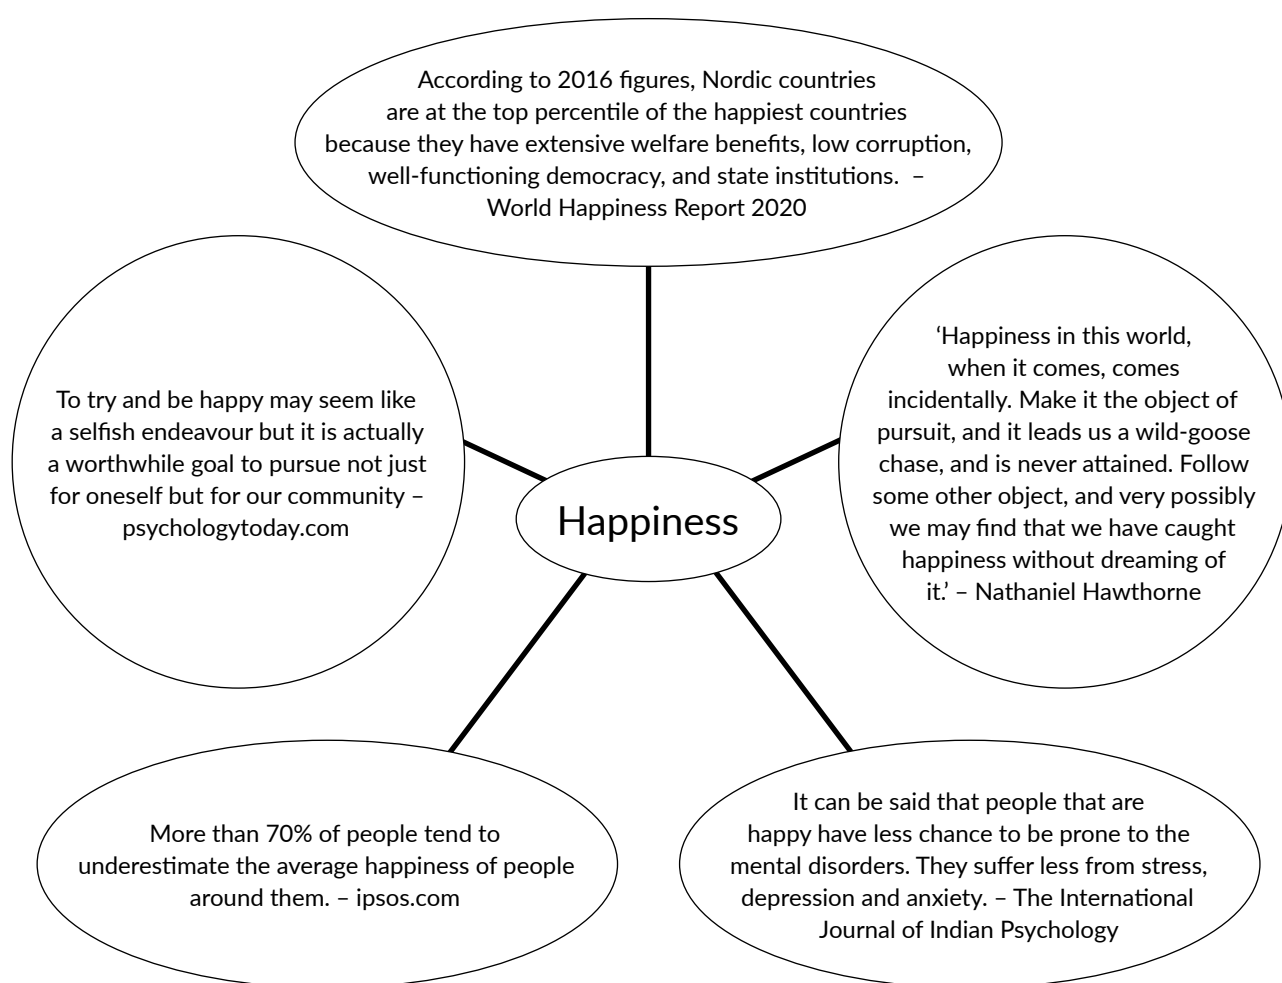 According to 2016 figures, Nordic countries
are at the top percentile of the happiest countries
because they have extensive welfare benefits, low corruption,
well-functioning democracy, and state institutions. –
World Happiness Report 2020
To try and be happy may seem like
a selfish endeavour but it is actually
a worthwhile goal to pursue not just
for oneself but for our community –
psychologytoday.com
‘Happiness in this world,
when it comes, comes
incidentally. Make it the object of
pursuit, and it leads us a wild-goose
chase, and is never attained. Follow
some other object, and very possibly
we may find that we have caught
happiness without dreaming of
it.’ – Nathaniel Hawthorne
Happiness
More than 70% of people tend to
underestimate the average happiness of people
around them. – ipsos.com
It can be said that people that are
happy have less chance to be prone to the
mental disorders. They suffer less from stress,
depression and anxiety. – The International
Journal of Indian Psychology